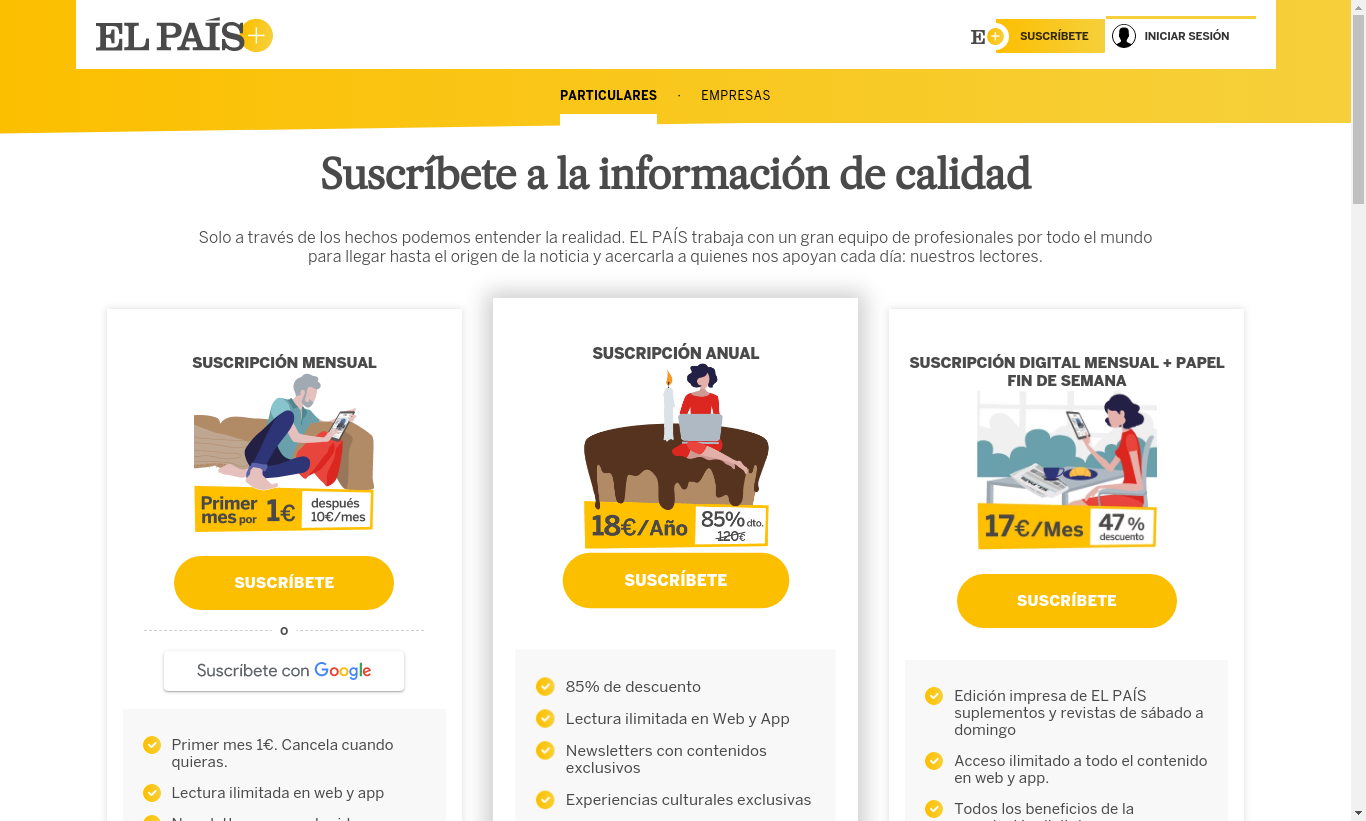 EL PAÍS+
E+ SUSCRÍBETE
INICIAR SESIÓN
PARTICULARES · EMPRESAS
Suscríbete a la información de calidad
Solo a través de los hechos podemos entender la realidad. EL PAÍS trabaja con un gran equipo de profesionales por todo el mundo
para llegar hasta el origen de la noticia y acercarla a quienes nos apoyan cada día: nuestros lectores.
SUSCRIPCIÓN MENSUAL
Primer
mes por 1€
después
10€/mes
SUSCRÍBETE
o
Suscríbete con Google
Primer mes 1€. Cancela cuando
quieras.
Lectura ilimitada en web y app
SUSCRIPCIÓN ANUAL
18€/Año
85% dto.
120€
SUSCRÍBETE
85% de descuento
Lectura ilimitada en Web y App
Newsletters con contenidos
exclusivos
Experiencias culturales exclusivas
SUSCRIPCIÓN DIGITAL MENSUAL + PAPEL
FIN DE SEMANA
17€/Mes
47%
descuento
SUSCRÍBETE
Edición impresa de EL PAÍS
suplementos y revistas de sábado a
domingo
Acceso ilimitado a todo el contenido
en web y app.
Todos los beneficios de la